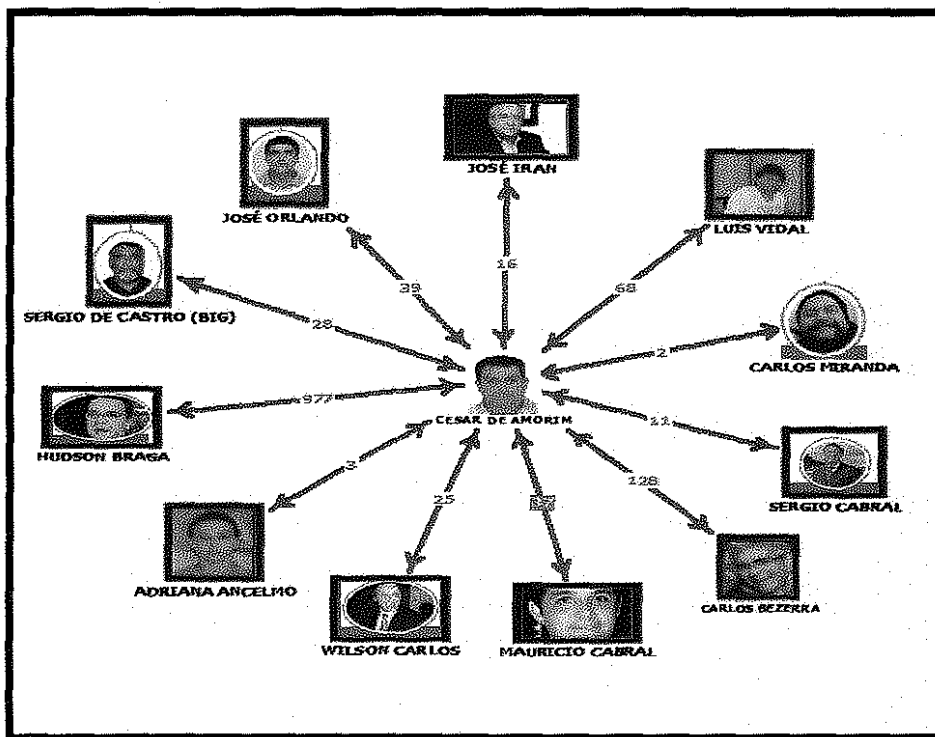 JOSÉ IRAN
JOSÉ ORLANDO
LUIS VIDAL
16
39
68
SERGIO DE CASTRO (BIG)
28
2
CARLOS MIRANDA
977
CESAR DE AMORIM
11
HUDSON BRAGA
3
25
128
SERGIO CABRAL
ADRIANA ANCELMO
WILSON CARLOS
MAURICIO CABRAL
CARLOS BEZERRA